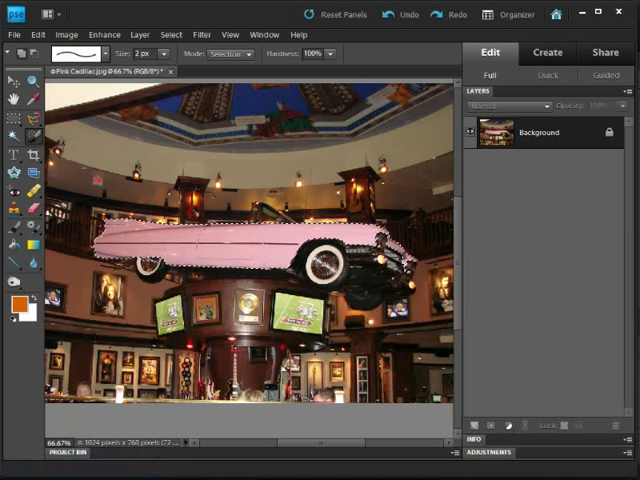 pse Reset Panels Undo Redo Organizer
File Edit Image Enhance Layer Select Filter View Window Help
Size: 2 px Mode: Selection Hardness: 100%
Edit Create Share
Pink Cadillac.jpg @ 66.7% (RGB/8*) *
Full Quick Guided
LAYERS
Normal Opacity: 100%
Background
T
Lock:
66.67% 1024 pixels x 768 pixels (72 ...
INFO
PROJECT BIN
ADJUSTMENTS